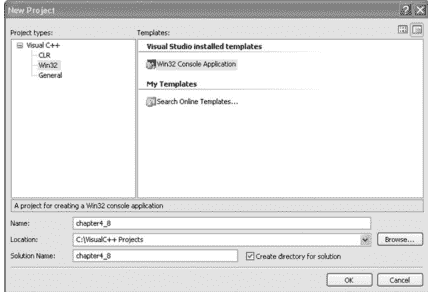 New Project
Project types:
Visual C++
CLR
Win32
General
Templates:
Visual Studio installed templates
Win32 Console Application
My Templates
Search Online Templates...
A project for creating a Win32 console application
Name: chapter4_8
Location: C:\VisualC++ Projects Browse...
Solution Name: chapter4_8 Create directory for solution
OK Cancel